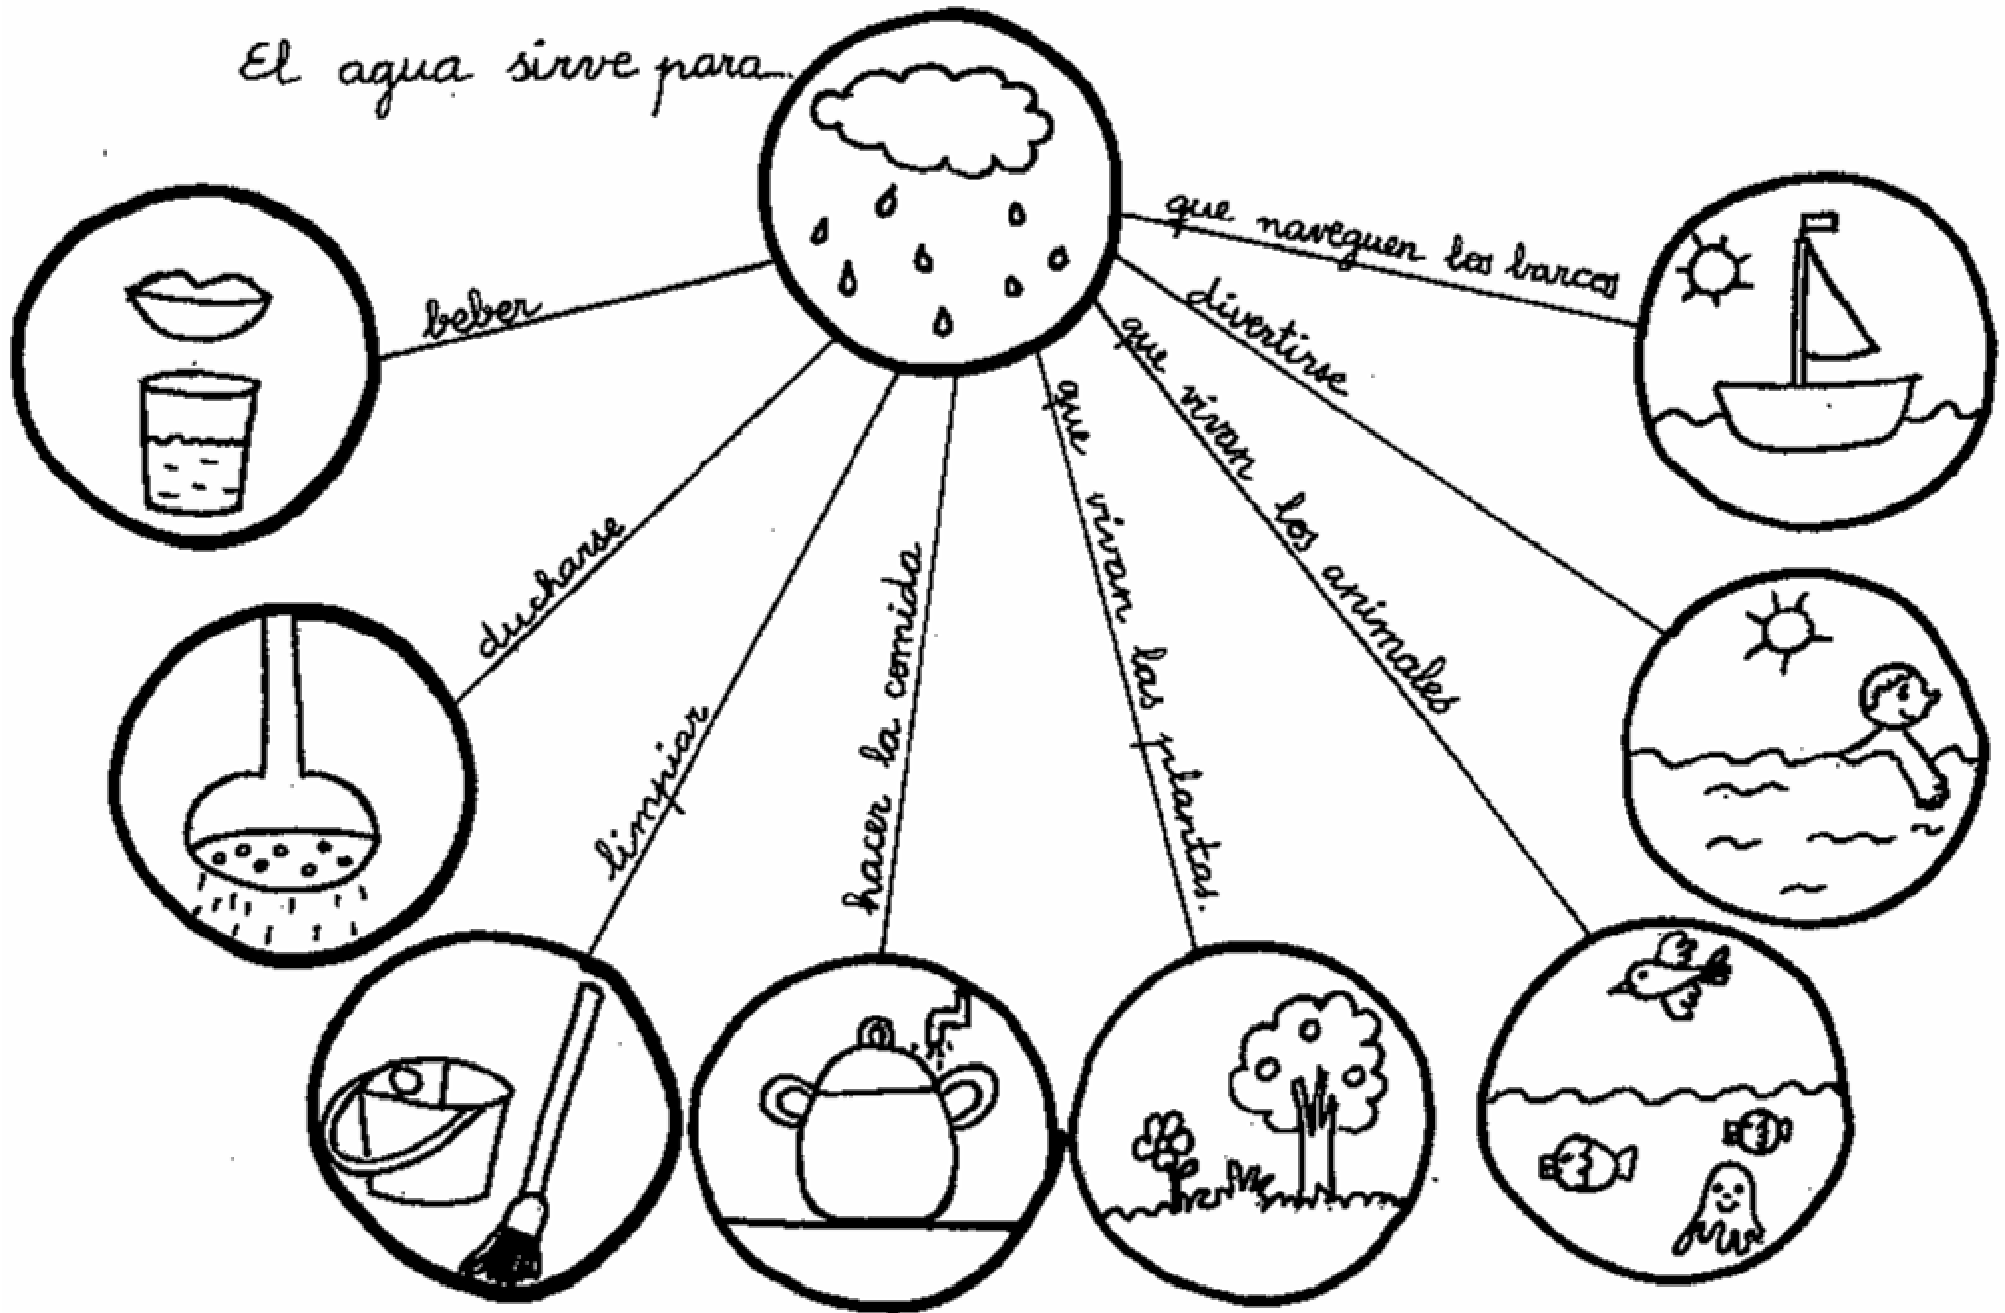 El agua sirve para...
beber
ducharse
limpiar
hacer la comida
que vivan las plantas.
que vivan los animales
divertirse
que naveguen los barcos